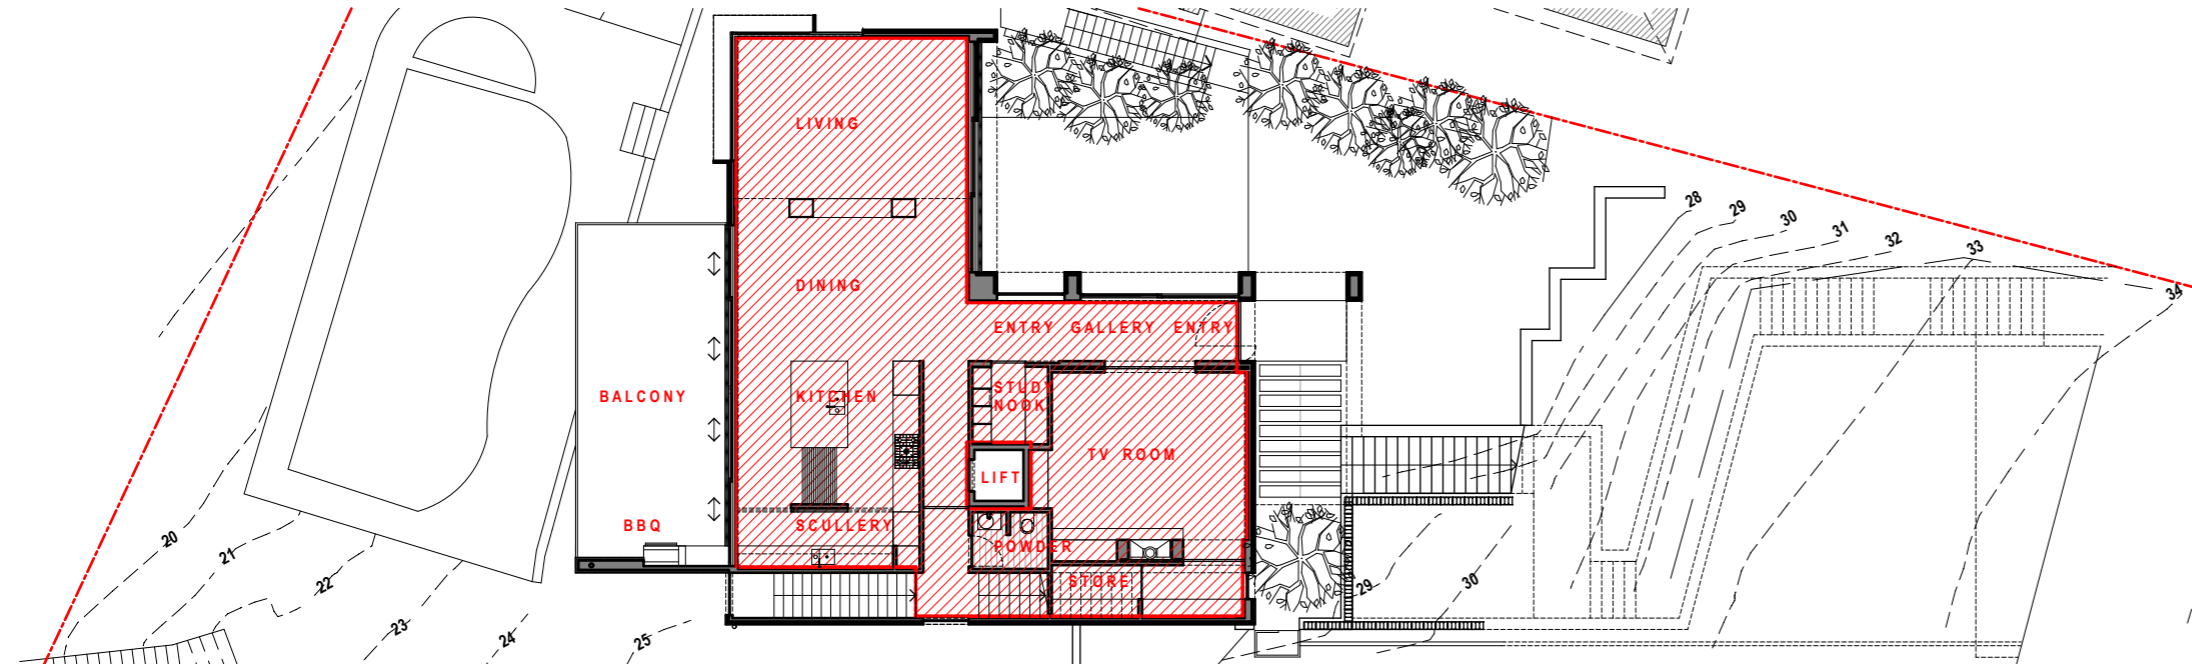 LIVING
28
29
30
31
32
33
34
DINING
ENTRY GALLERY ENTRY
BALCONY
KITCHEN
STUDY
NOOK
TV ROOM
LIFT
BBQ
SCULLERY
POWDER
STORE
20
21
22
23
24
25
29
30